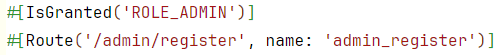 #[IsGranted('ROLE_ADMIN')]
#[Route('/admin/register', name: 'admin_register')]